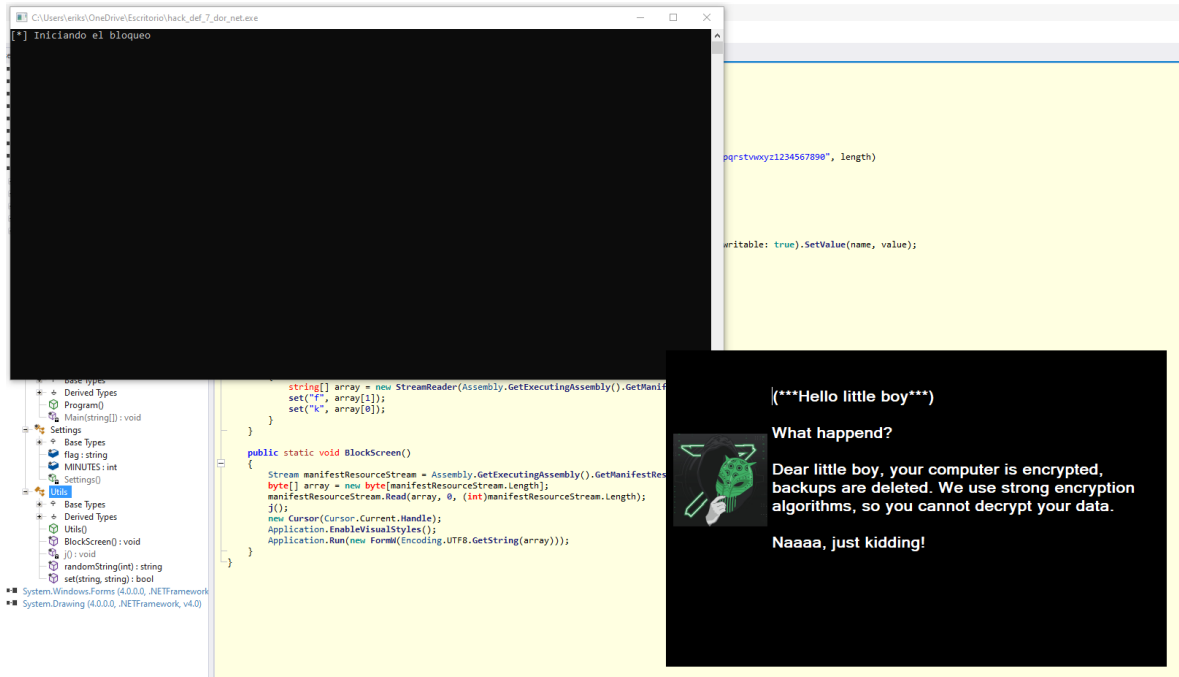 C:\Users\eriks\OneDrive\Escritorio\hack_def_7_dor_net.exe
[*] Iniciando el bloqueo
pqrstvwxyz1234567890", length)
writable: true).SetValue(name, value);
Base Types
Derived Types
Program()
Main(string[]) : void
Settings
Base Types
flag : string
MINUTES : int
Settings()
Utils
Base Types
Derived Types
Utils()
BlockScreen() : void
j() : void
randomString(int) : string
set(string, string) : bool
System.Windows.Forms (4.0.0.0, .NETFramework
System.Drawing (4.0.0.0, .NETFramework, v4.0)
string[] array = new StreamReader(Assembly.GetExecutingAssembly().GetManif
set("f", array[1]);
set("k", array[0]);
}
}
public static void BlockScreen()
{
Stream manifestResourceStream = Assembly.GetExecutingAssembly().GetManifestRes
byte[] array = new byte[manifestResourceStream.Length];
manifestResourceStream.Read(array, 0, (int)manifestResourceStream.Length);
j();
new Cursor(Cursor.Current.Handle);
Application.EnableVisualStyles();
Application.Run(new FormW(Encoding.UTF8.GetString(array)));
}
}
(***Hello little boy***)
What happend?
Dear little boy, your computer is encrypted,
backups are deleted. We use strong encryption
algorithms, so you cannot decrypt your data.
Naaaa, just kidding!